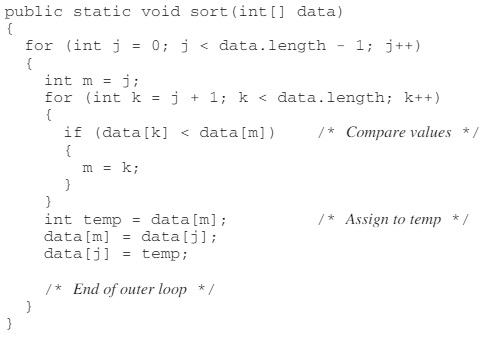 public static void sort(int[] data)
{
  for (int j = 0; j < data.length - 1; j++)
  {
    int m = j;
    for (int k = j + 1; k < data.length; k++)
    {
      if (data[k] < data[m])    /* Compare values */
      {
        m = k;
      }
    }
    int temp = data[m];         /* Assign to temp */
    data[m] = data[j];
    data[j] = temp;

    /* End of outer loop */
  }
}